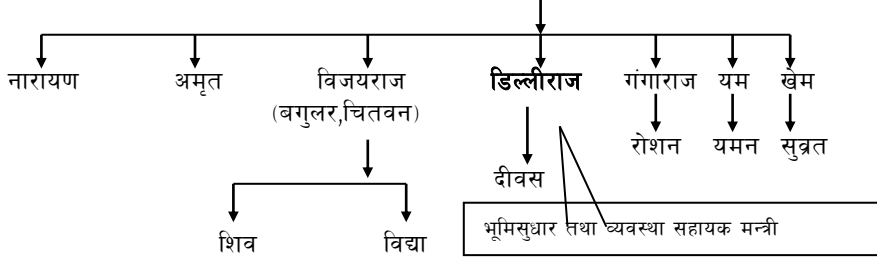 नारायण अमृत विजयराज डिल्लीराज गंगाराज यम खेम
(बगुलर,चितवन)
रोशन यमन सुव्रत
दीवस
शिव विद्या
भूमिसुधार तथा व्यवस्था सहायक मन्त्री